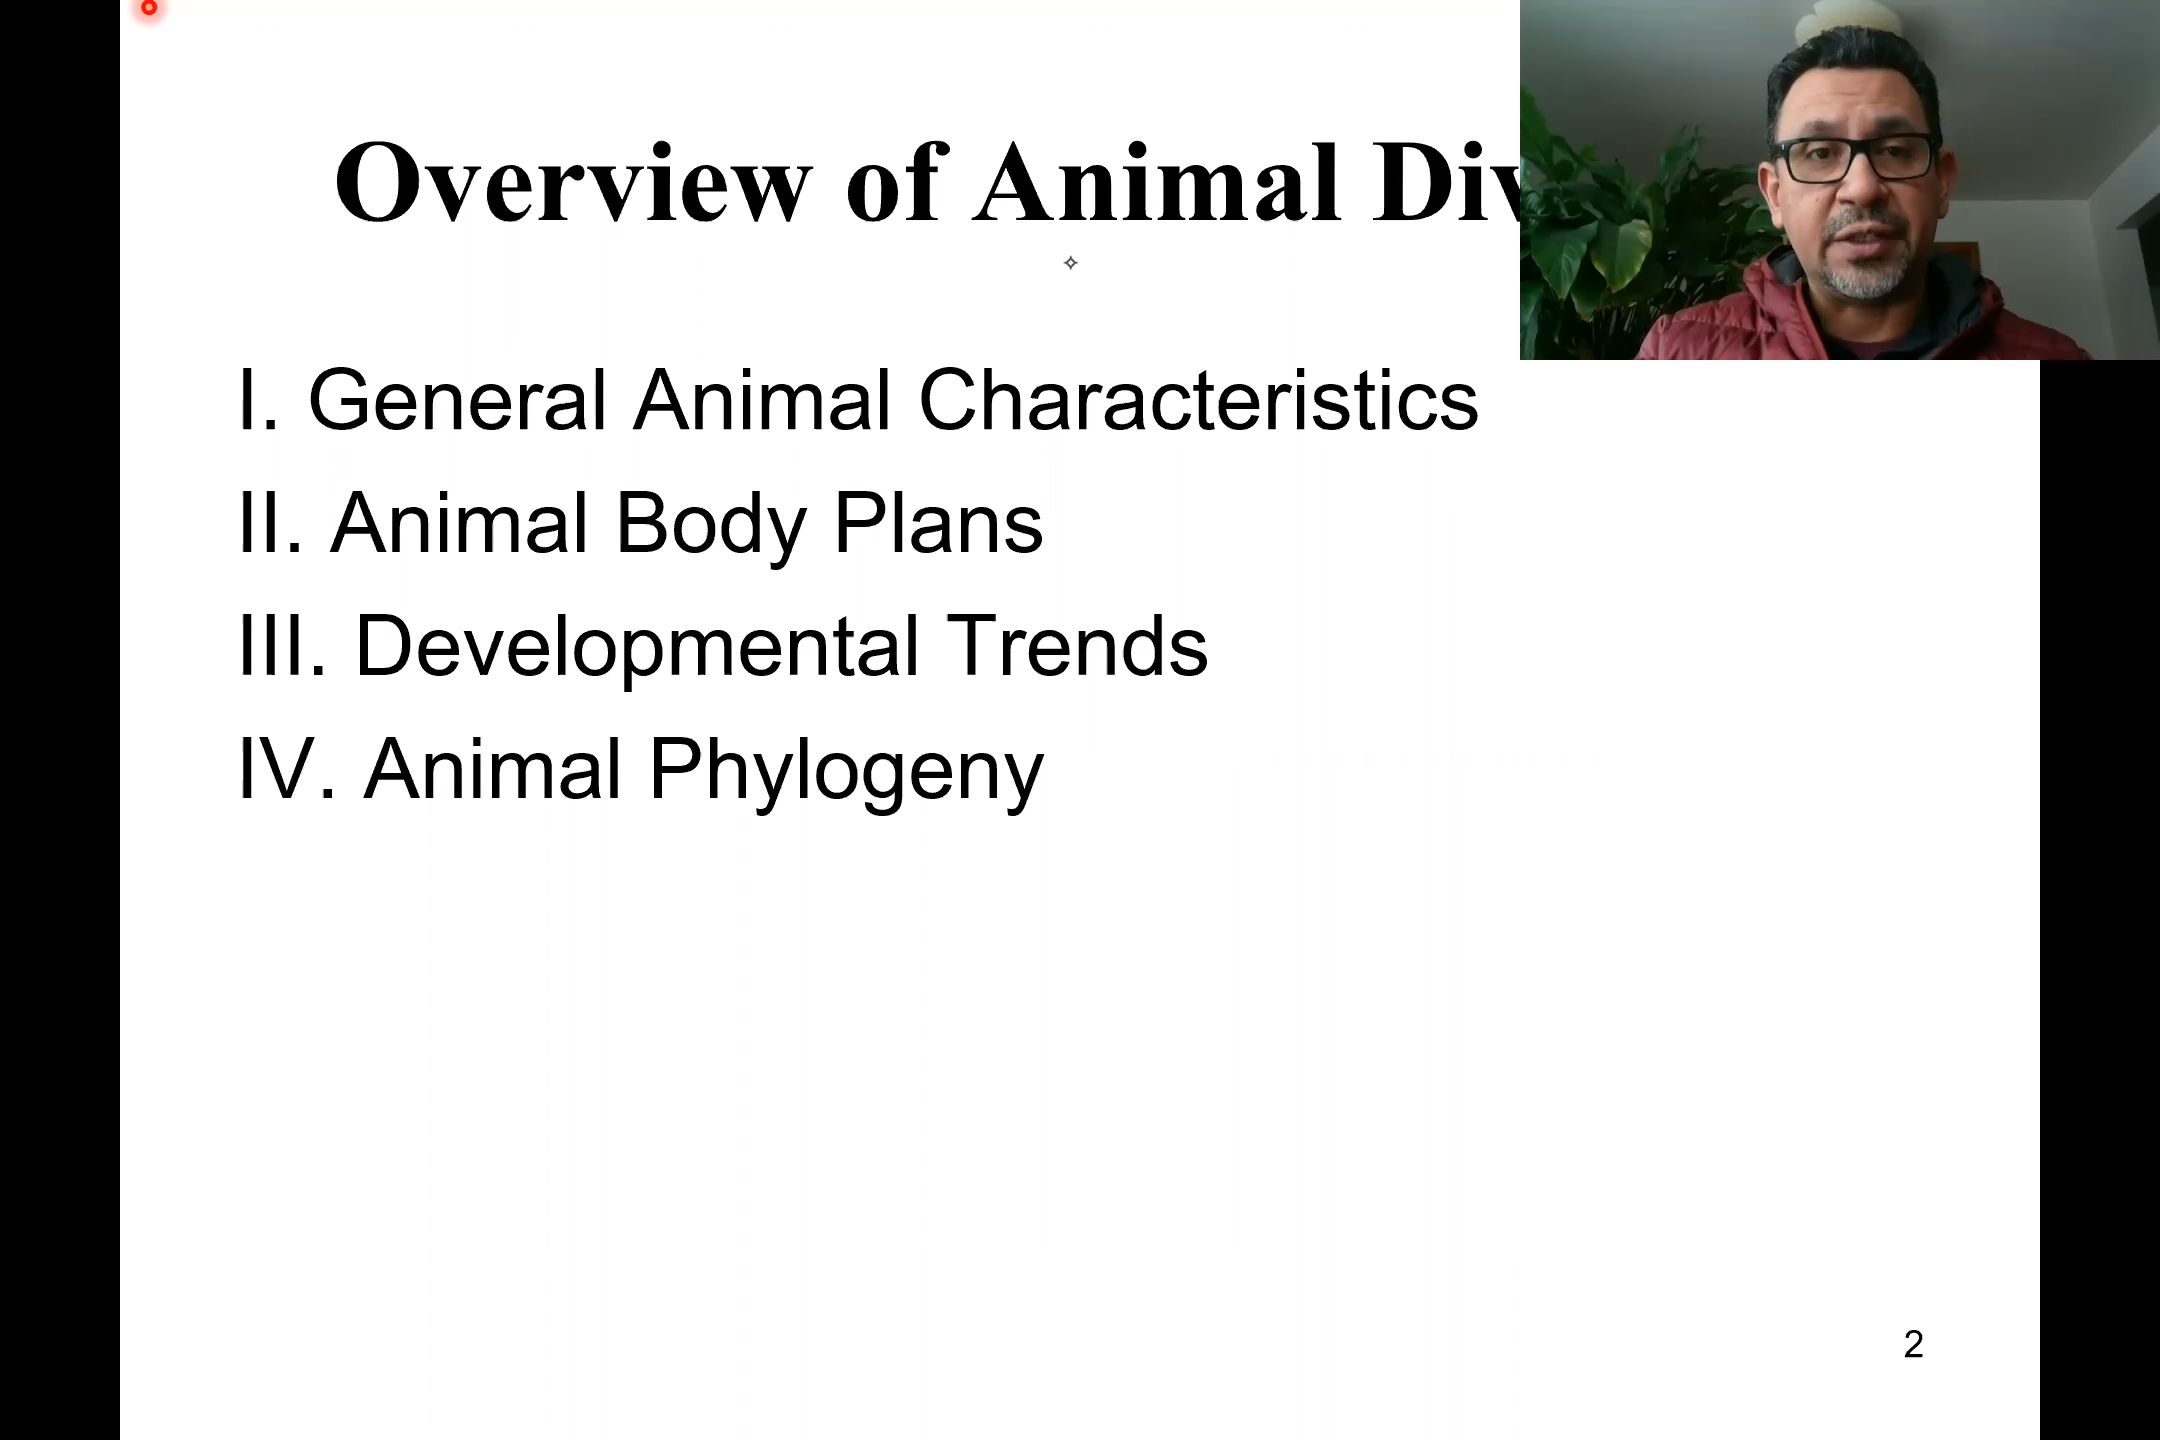 Overview of Animal Div
I. General Animal Characteristics
II. Animal Body Plans
III. Developmental Trends
IV. Animal Phylogeny
2